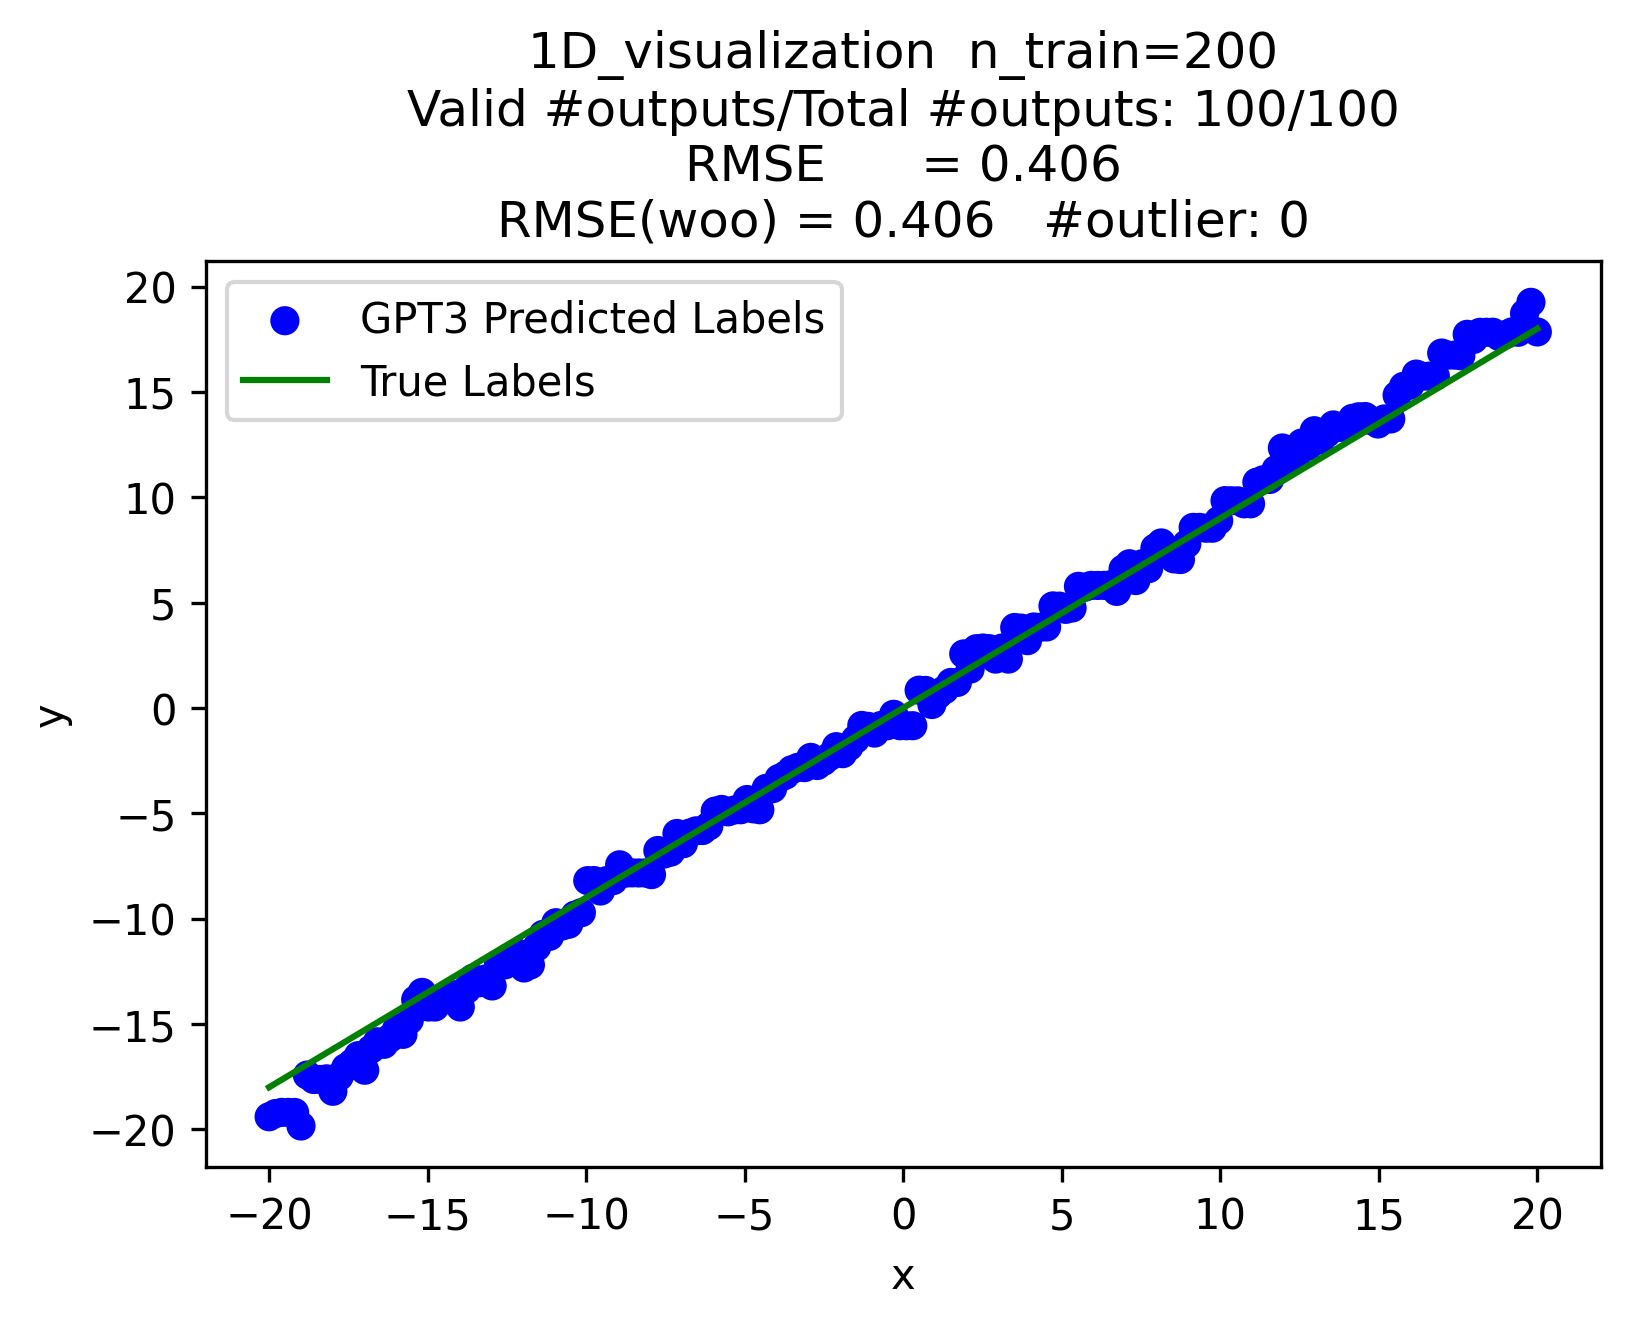 1D_visualization  n_train=200
Valid #outputs/Total #outputs: 100/100
RMSE      = 0.406
RMSE(woo) = 0.406   #outlier: 0
GPT3 Predicted Labels
True Labels
20
15
10
5
0
−5
−10
−15
−20
y
−20 −15 −10 −5 0 5 10 15 20
x